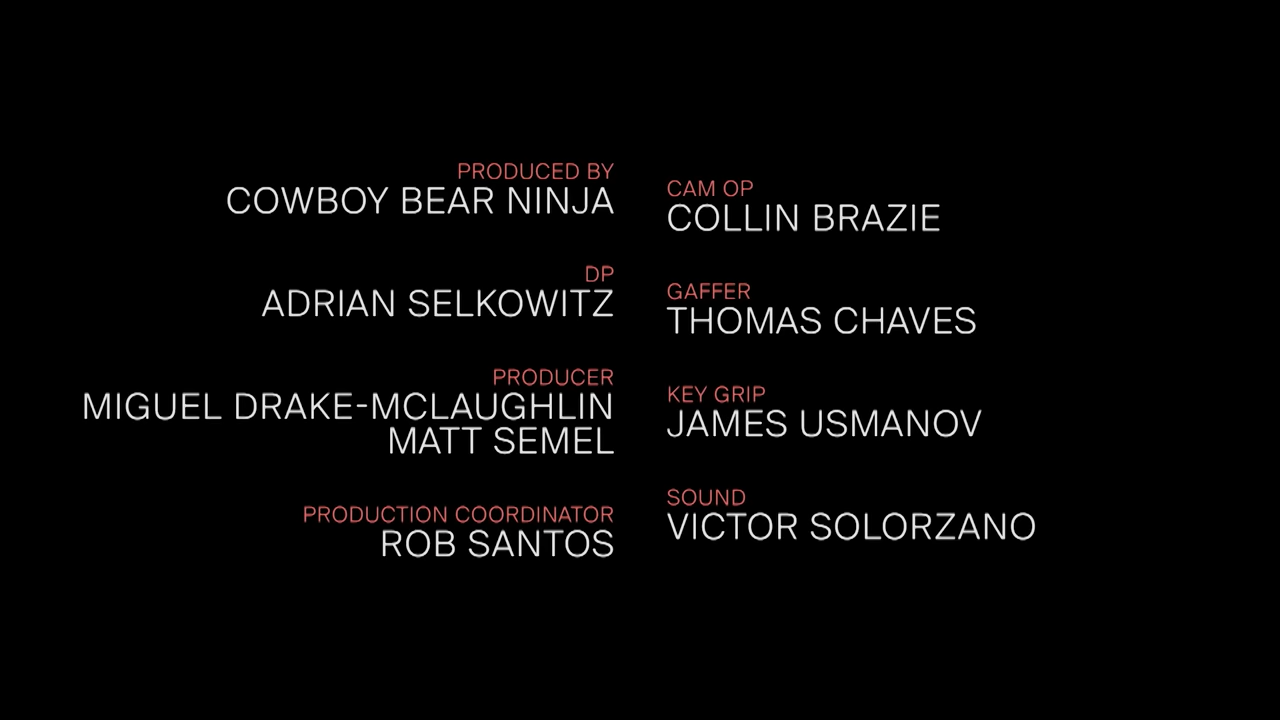 PRODUCED BY
COWBOY BEAR NINJA
DP
ADRIAN SELKOWITZ
PRODUCER
MIGUEL DRAKE-MCLAUGHLIN
MATT SEMEL
PRODUCTION COORDINATOR
ROB SANTOS
CAM OP
COLLIN BRAZIE
GAFFER
THOMAS CHAVES
KEY GRIP
JAMES USMANOV
SOUND
VICTOR SOLORZANO